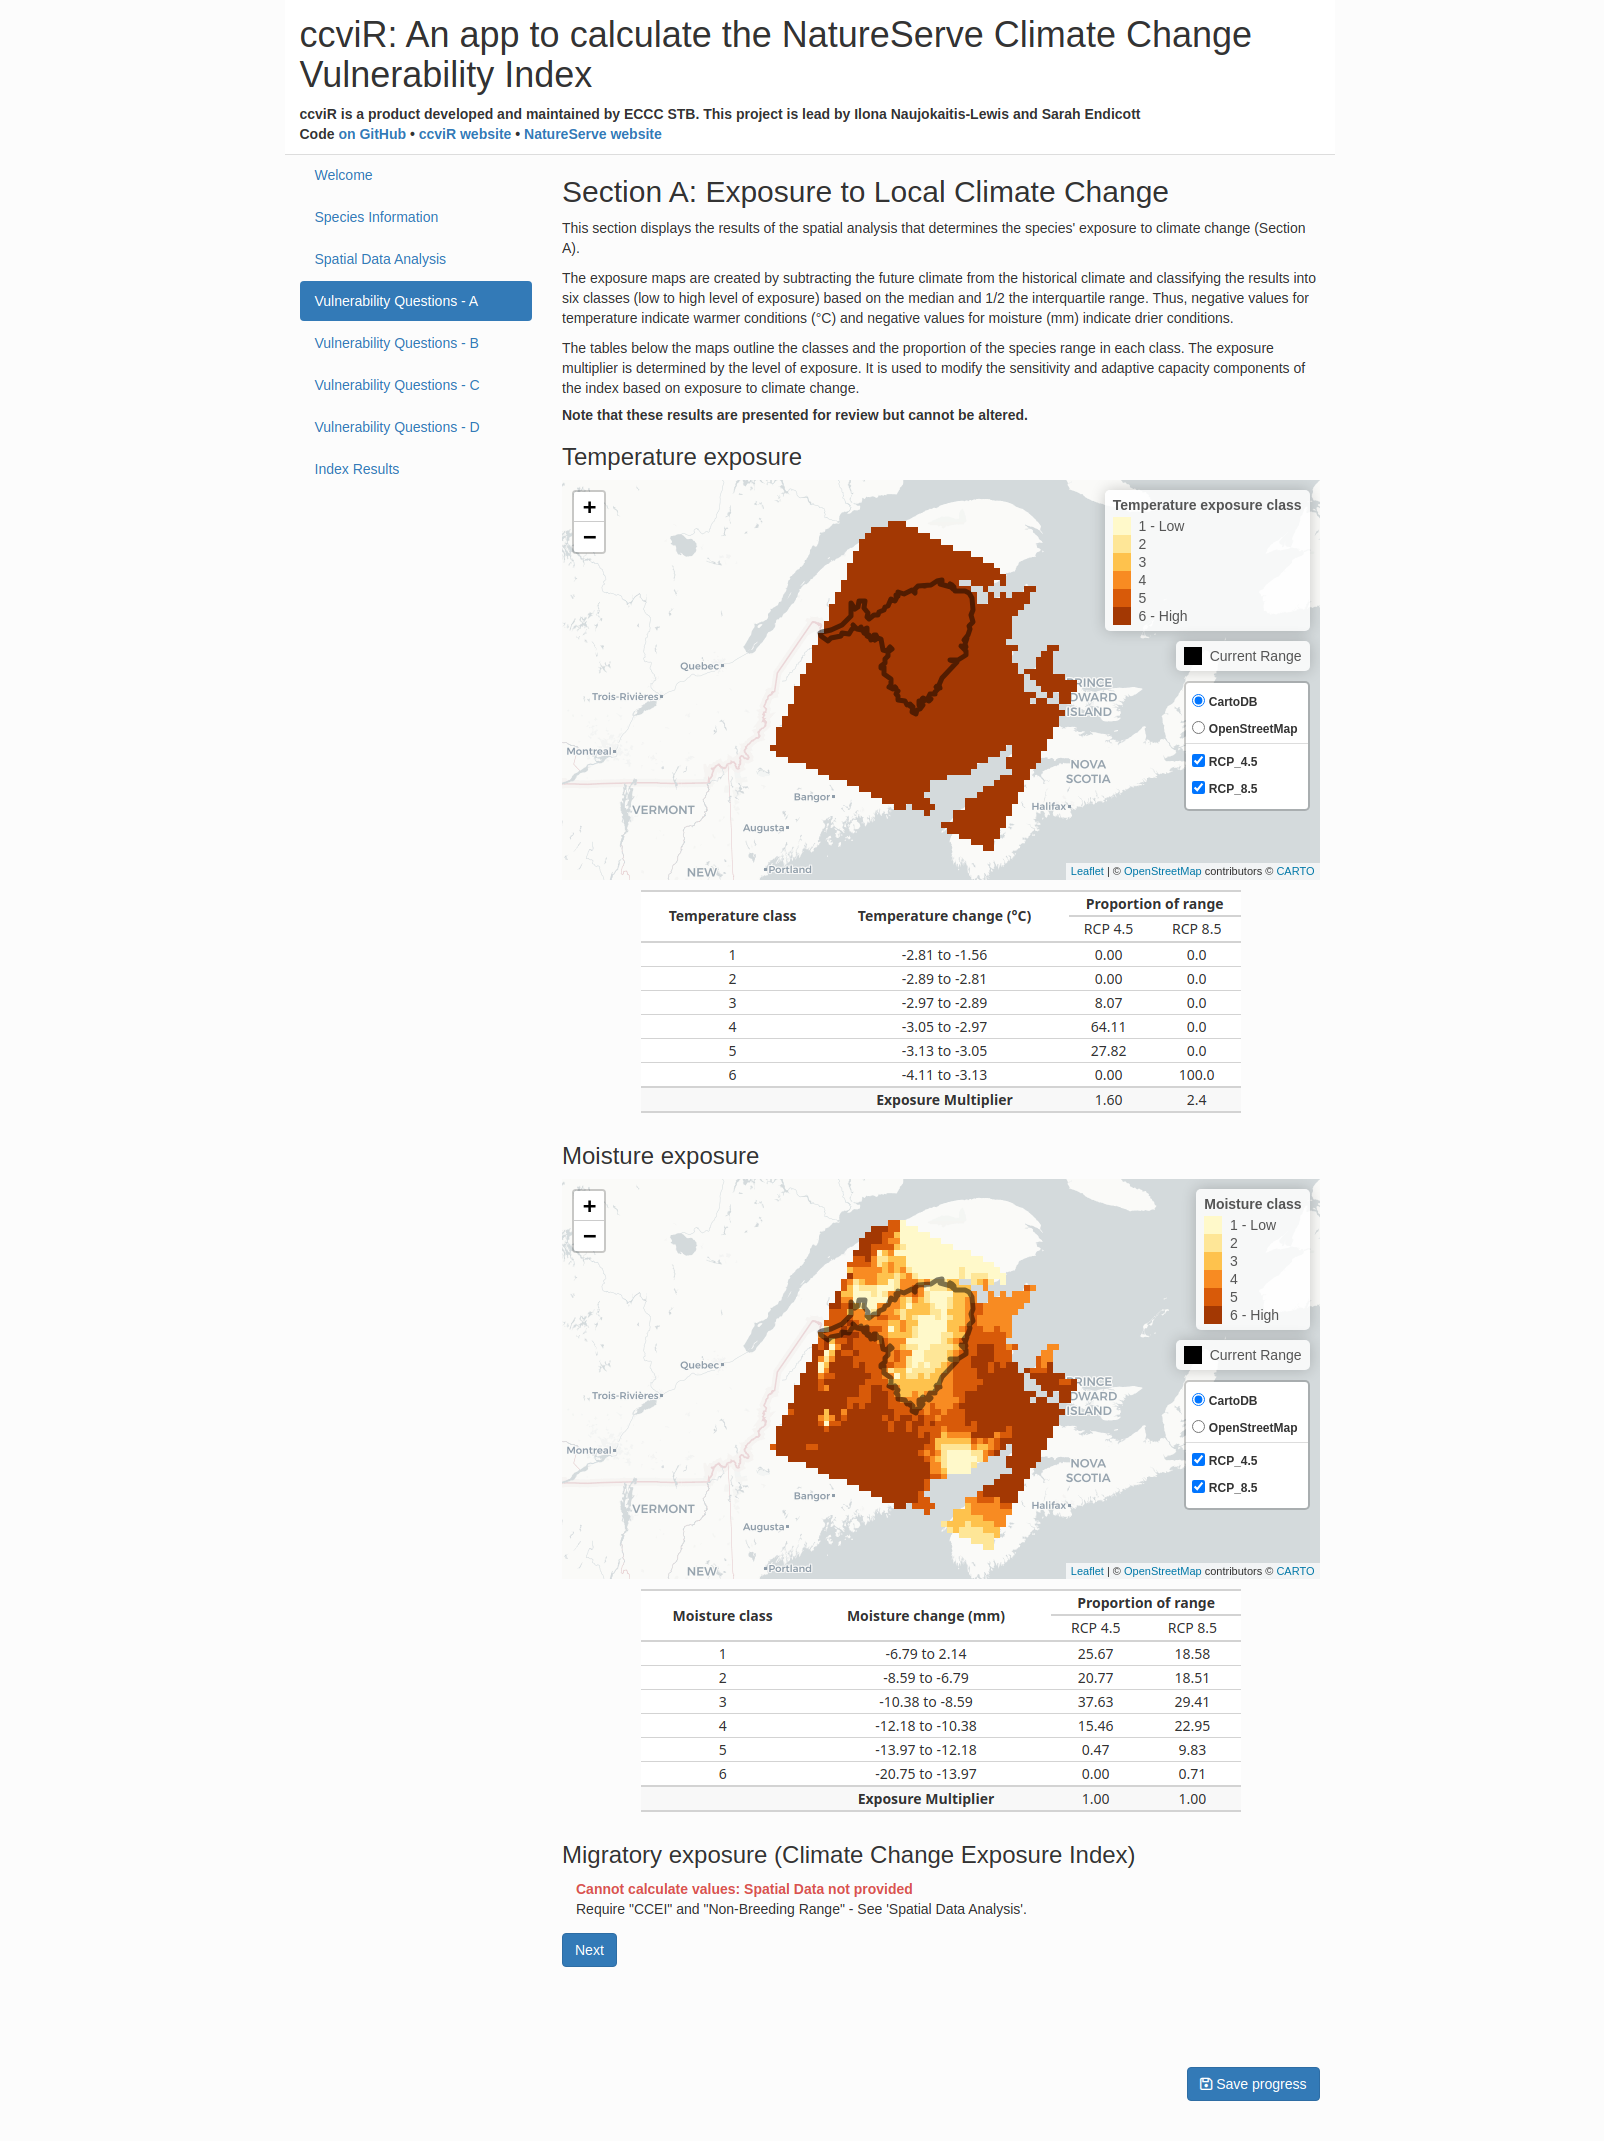 ccviR: An app to calculate the NatureServe Climate Change
Vulnerability Index
ccviR is a product developed and maintained by ECCC STB. This project is lead by Ilona Naujokaitis-Lewis and Sarah Endicott
Code on GitHub • ccviR website • NatureServe website
Welcome
Species Information
Spatial Data Analysis
Vulnerability Questions - A
Vulnerability Questions - B
Vulnerability Questions - C
Vulnerability Questions - D
Index Results
Section A: Exposure to Local Climate Change
This section displays the results of the spatial analysis that determines the species' exposure to climate change (Section
A).
The exposure maps are created by subtracting the future climate from the historical climate and classifying the results into
six classes (low to high level of exposure) based on the median and 1/2 the interquartile range. Thus, negative values for
temperature indicate warmer conditions (°C) and negative values for moisture (mm) indicate drier conditions.
The tables below the maps outline the classes and the proportion of the species range in each class. The exposure
multiplier is determined by the level of exposure. It is used to modify the sensitivity and adaptive capacity components of
the index based on exposure to climate change.
Note that these results are presented for review but cannot be altered.
Temperature exposure
+
−
Temperature exposure class
1 - Low
2
3
4
5
6 - High
Current Range
CartoDB
OpenStreetMap
RCP_4.5
RCP_8.5
Quebec
Trois-Rivières
Montreal
VERMONT
Bangor
Augusta
NEW
Portland
RINCE
DWARD
ISLAND
NOVA
SCOTIA
Halifax
Leaflet | © OpenStreetMap contributors © CARTO
Temperature class Temperature change (°C) Proportion of range
RCP 4.5 RCP 8.5
1 -2.81 to -1.56 0.00 0.0
2 -2.89 to -2.81 0.00 0.0
3 -2.97 to -2.89 8.07 0.0
4 -3.05 to -2.97 64.11 0.0
5 -3.13 to -3.05 27.82 0.0
6 -4.11 to -3.13 0.00 100.0
Exposure Multiplier 1.60 2.4
Moisture exposure
+
−
Moisture class
1 - Low
2
3
4
5
6 - High
Current Range
CartoDB
OpenStreetMap
RCP_4.5
RCP_8.5
Quebec
Trois-Rivières
Montreal
VERMONT
Bangor
Augusta
NEW
Portland
RINCE
DWARD
ISLAND
NOVA
SCOTIA
Halifax
Leaflet | © OpenStreetMap contributors © CARTO
Moisture class Moisture change (mm) Proportion of range
RCP 4.5 RCP 8.5
1 -6.79 to 2.14 25.67 18.58
2 -8.59 to -6.79 20.77 18.51
3 -10.38 to -8.59 37.63 29.41
4 -12.18 to -10.38 15.46 22.95
5 -13.97 to -12.18 0.47 9.83
6 -20.75 to -13.97 0.00 0.71
Exposure Multiplier 1.00 1.00
Migratory exposure (Climate Change Exposure Index)
Cannot calculate values: Spatial Data not provided
Require "CCEI" and "Non-Breeding Range" - See 'Spatial Data Analysis'.
Next
Save progress